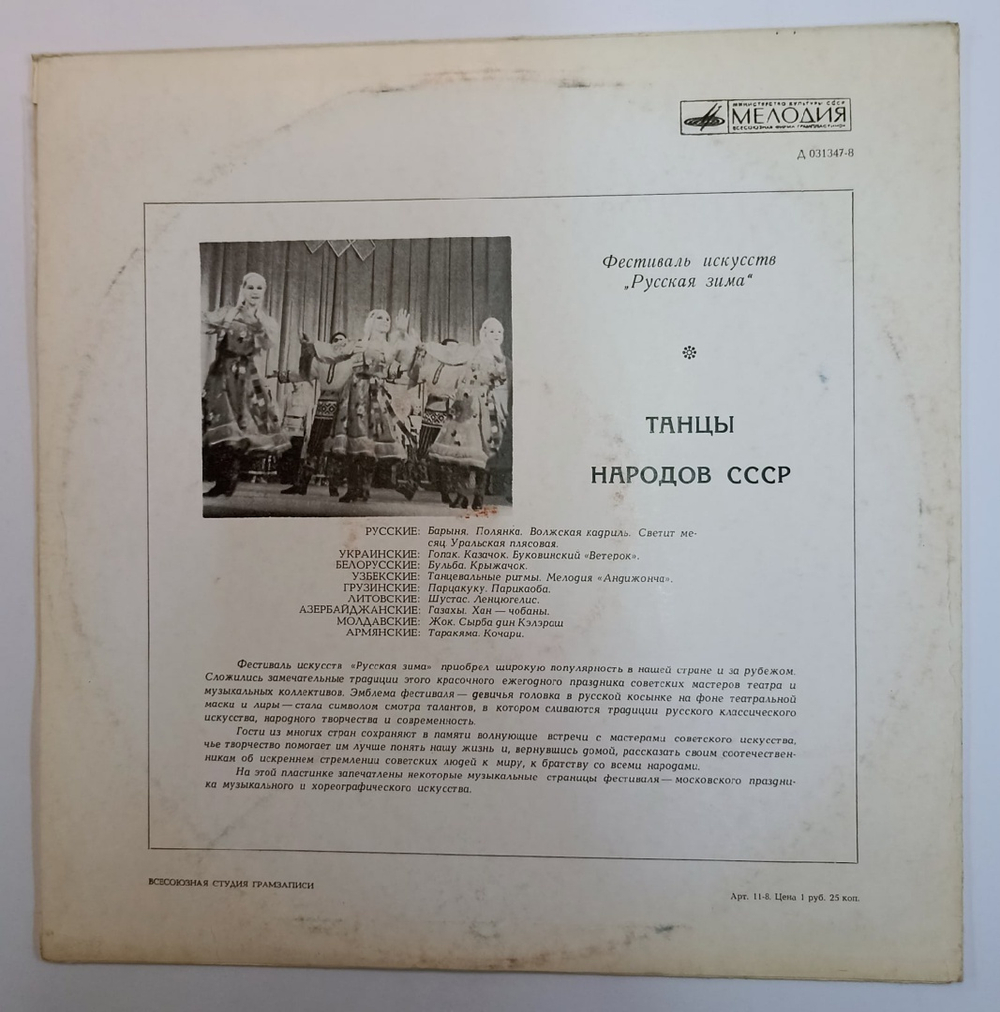 МИНИСТЕРСТВО КУЛЬТУРЫ СССР
МЕЛОДИЯ
ВСЕСОЮЗНАЯ ФИРМА ГРАМПЛАСТИНОК
Д 031347-8
Фестиваль искусств
„Русская зима“
ТАНЦЫ
НАРОДОВ СССР
РУССКИЕ: Барыня. Полянка. Волжская кадриль. Светит ме-
сяц. Уральская плясовая.
УКРАИНСКИЕ: Гопак. Казачок. Буковинский «Ветерок».
БЕЛОРУССКИЕ: Бульба. Крыжачок.
УЗБЕКСКИЕ: Танцевальные ритмы. Мелодия «Андижонча».
ГРУЗИНСКИЕ: Парцакуку. Парикаоба.
ЛИТОВСКИЕ: Шустас. Ленцюгелис.
АЗЕРБАЙДЖАНСКИЕ: Газахы. Хан — чобаны.
МОЛДАВСКИЕ: Жок. Сырба дин Кэлэраш
АРМЯНСКИЕ: Таракяма. Кочари.
Фестиваль искусств «Русская зима» приобрел широкую популярность в нашей стране и за рубежом.
Сложились замечательные традиции этого красочного ежегодного праздника советских мастеров театра и
музыкальных коллективов. Эмблема фестиваля — девичья головка в русской косынке на фоне театральной
маски и лиры — стала символом смотра талантов, в котором сливаются традиции русского классического
искусства, народного творчества и современность.
Гости из многих стран сохраняют в памяти волнующие встречи с мастерами советского искусства,
чье творчество помогает им лучше понять нашу жизнь и, вернувшись домой, рассказать своим соотечествен-
никам об искреннем стремлении советских людей к миру, к братству со всеми народами.
На этой пластинке запечатлены некоторые музыкальные страницы фестиваля — московского праздни-
ка музыкального и хореографического искусства.
ВСЕСОЮЗНАЯ СТУДИЯ ГРАМЗАПИСИ
Арт. 11-8. Цена 1 руб. 25 коп.